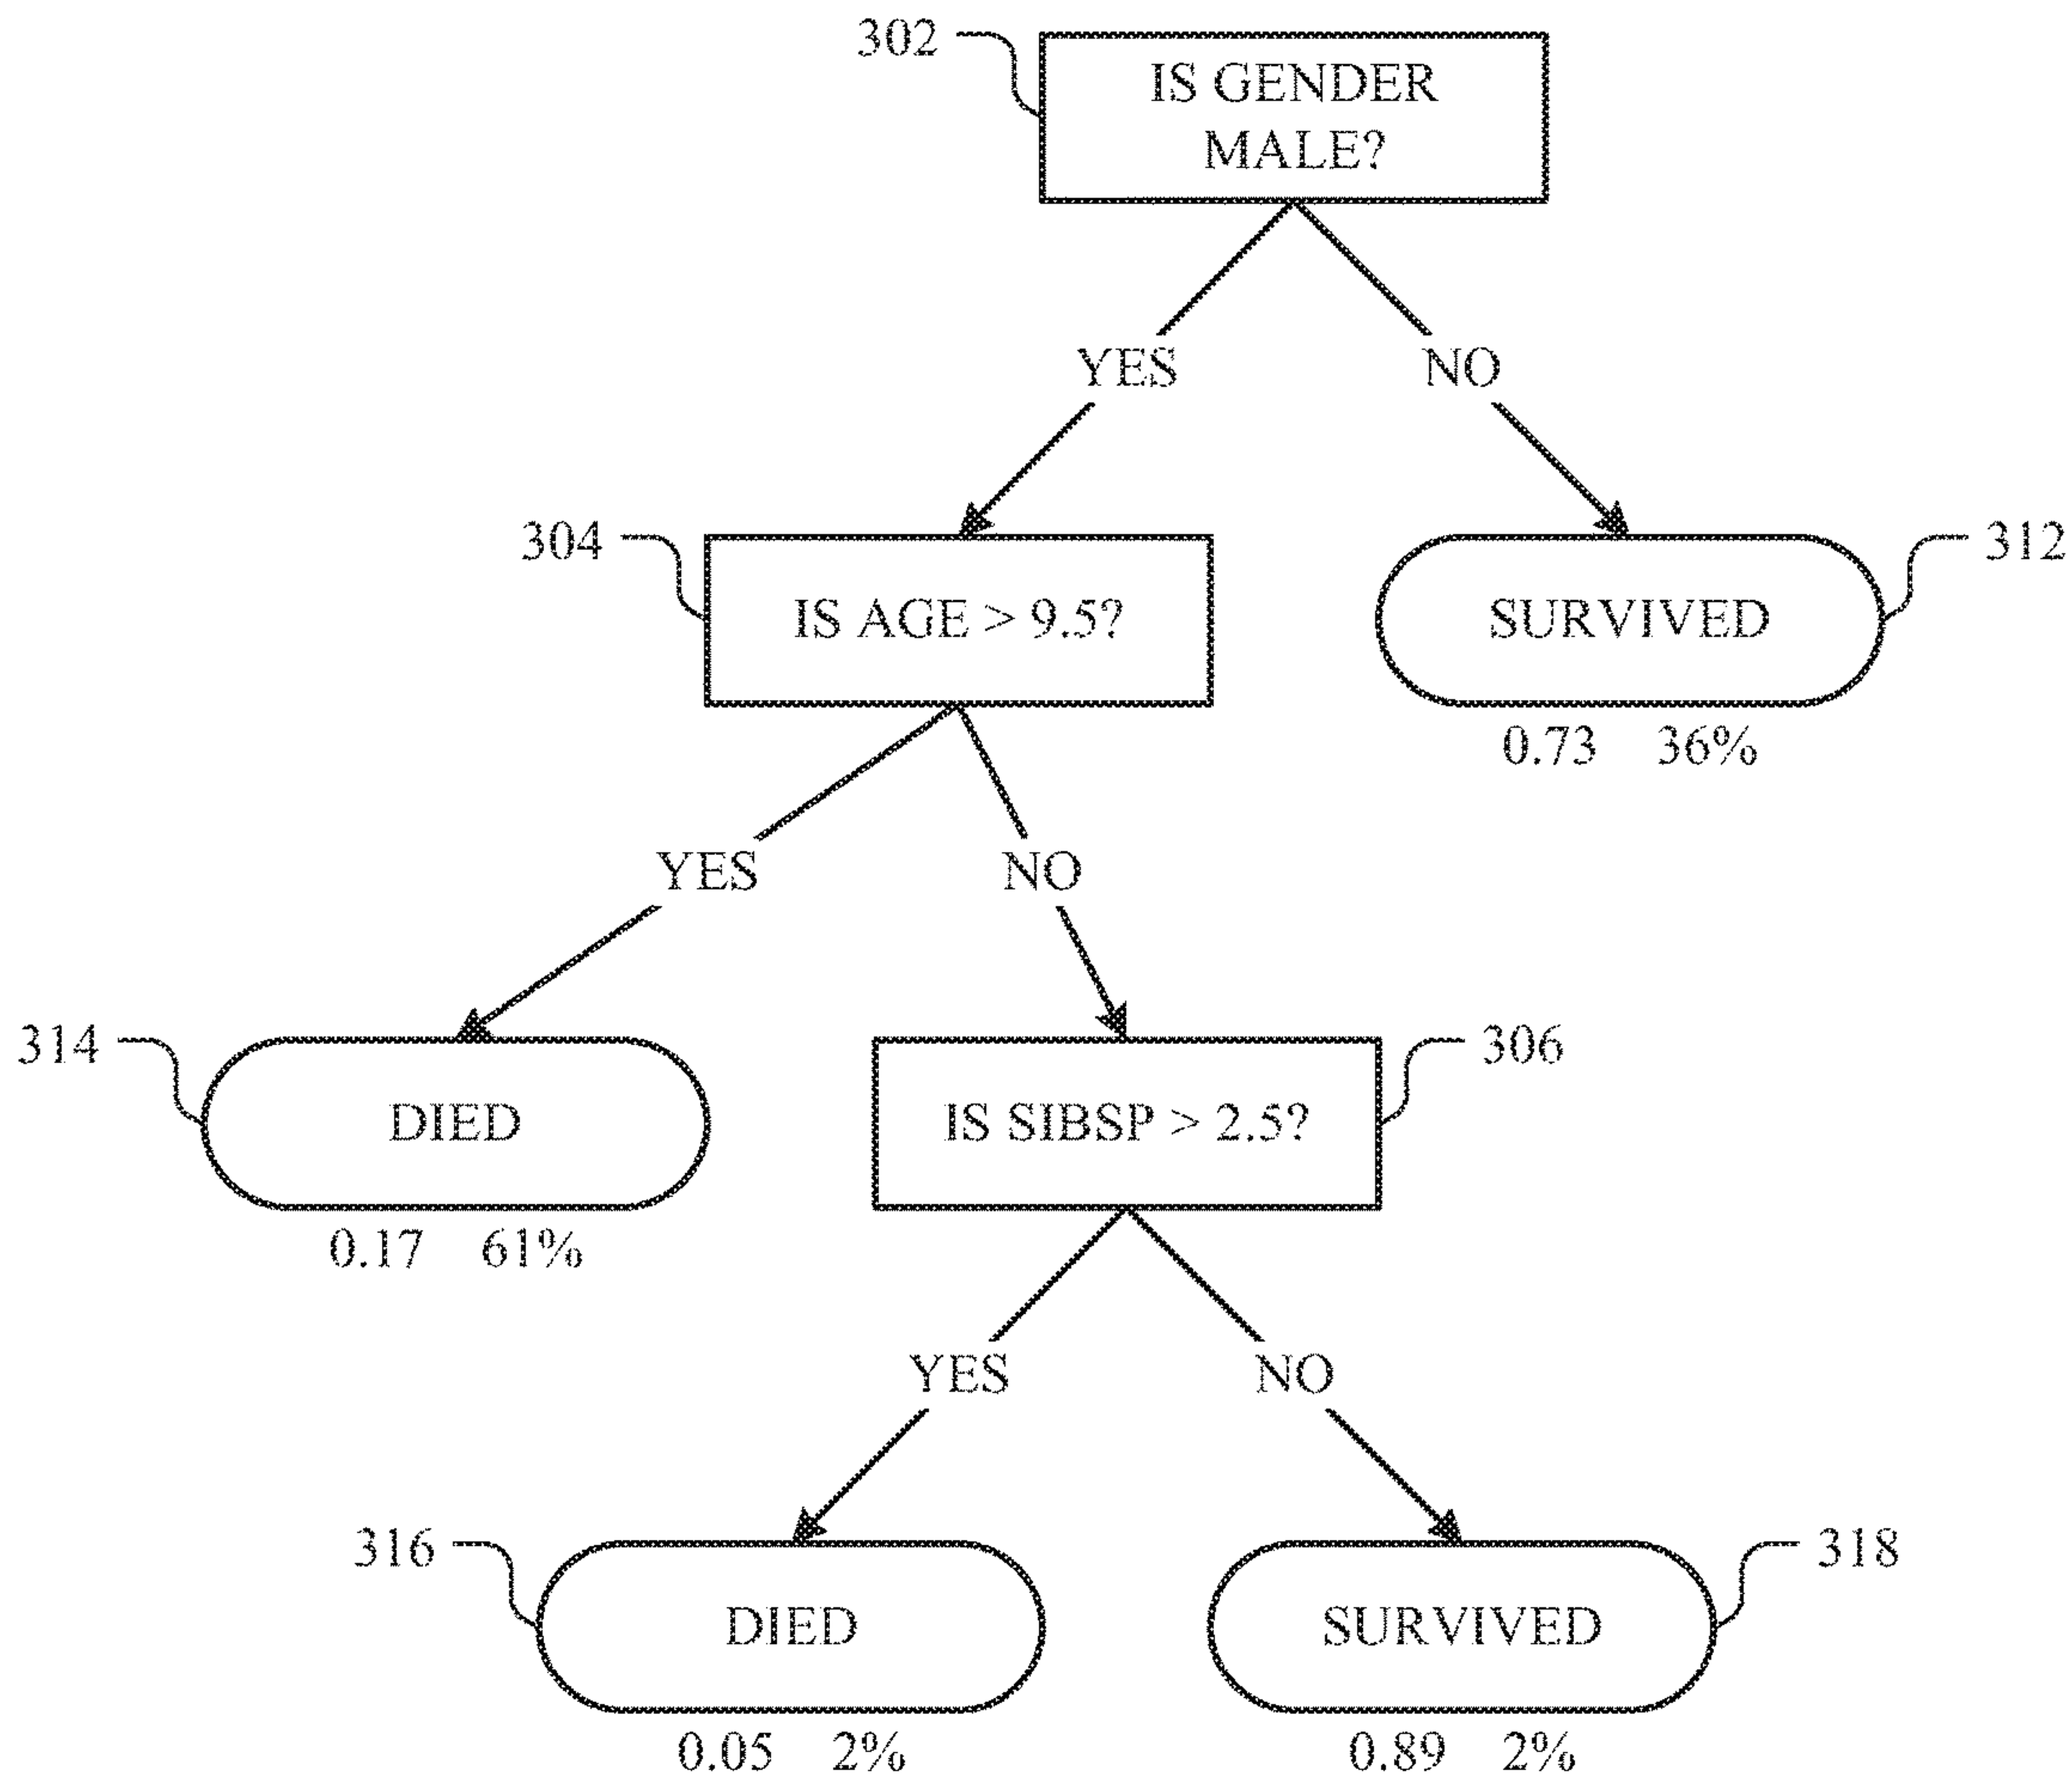 302
IS GENDER
MALE?
YES
NO
304
IS AGE > 9.5?
SURVIVED
312
0.73 36%
YES
NO
314
DIED
0.17 61%
IS SIBSP > 2.5?
306
YES
NO
316
DIED
0.05 2%
SURVIVED
318
0.89 2%